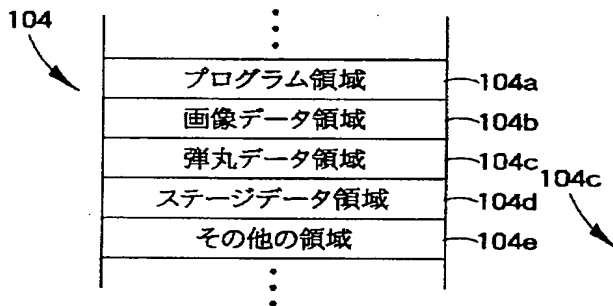 104
プログラム領域 104a
画像データ領域 104b
弾丸データ領域 104c
104c
ステージデータ領域 104d
その他の領域 104e